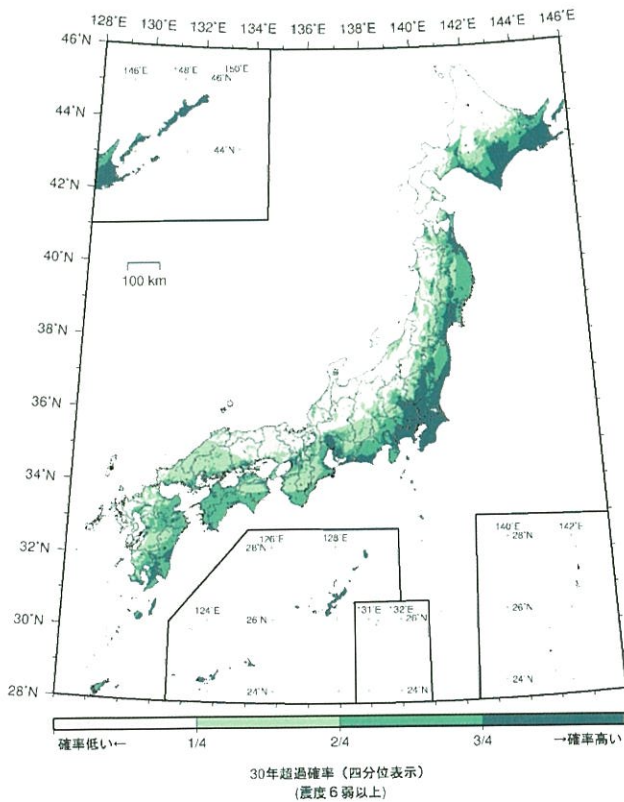 128°E 130°E 132°E 134°E 136°E 138°E 140°E 142°E 144°E 146°E
46°N
146°E 148°E 150°E
46°N
44°N
44°N
42°N
40°N
100 km
38°N
36°N
34°N
32°N
126°E 128°E
28°N
140°E 142°E
28°N
30°N
124°E
26°N
131°E 132°E
26°N
26°N
28°N
24°N
24°N
24°N
確率低い← 1/4 2/4 3/4 →確率高い
30年超過確率（四分位表示）
(震度６弱以上)